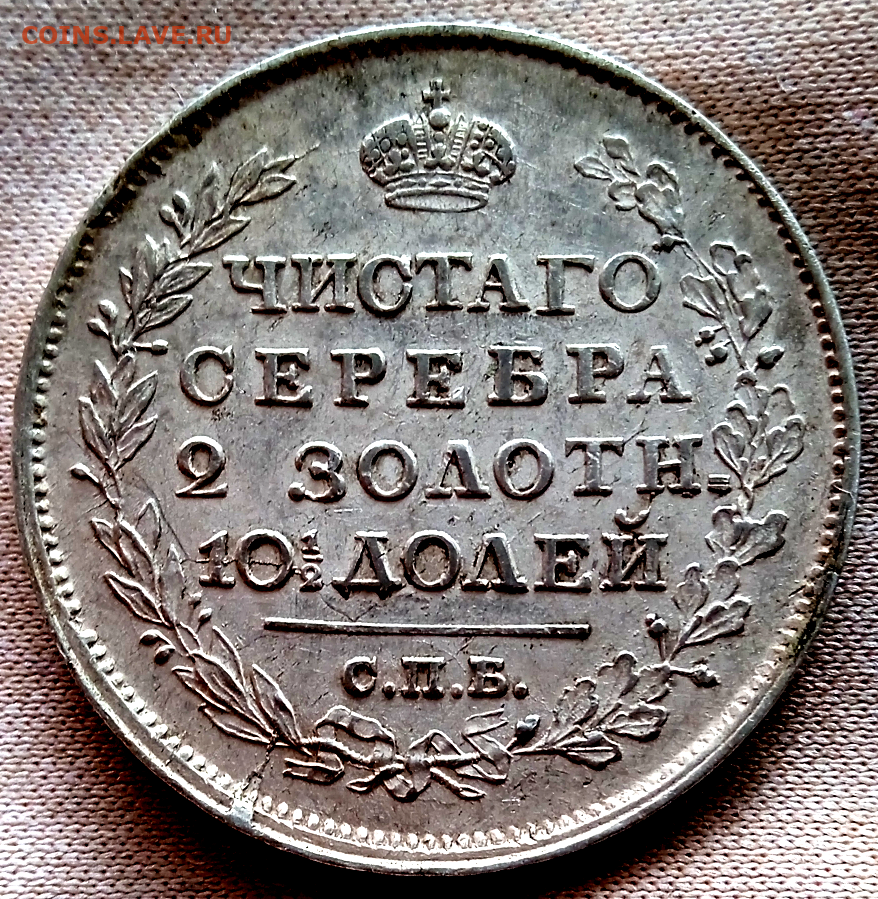 COINS.LAVE.RU
ЧИСТАГО
СЕРЕБРА
2 ЗОЛОТН=
10½ ДОЛЕЙ
С.П.Б.